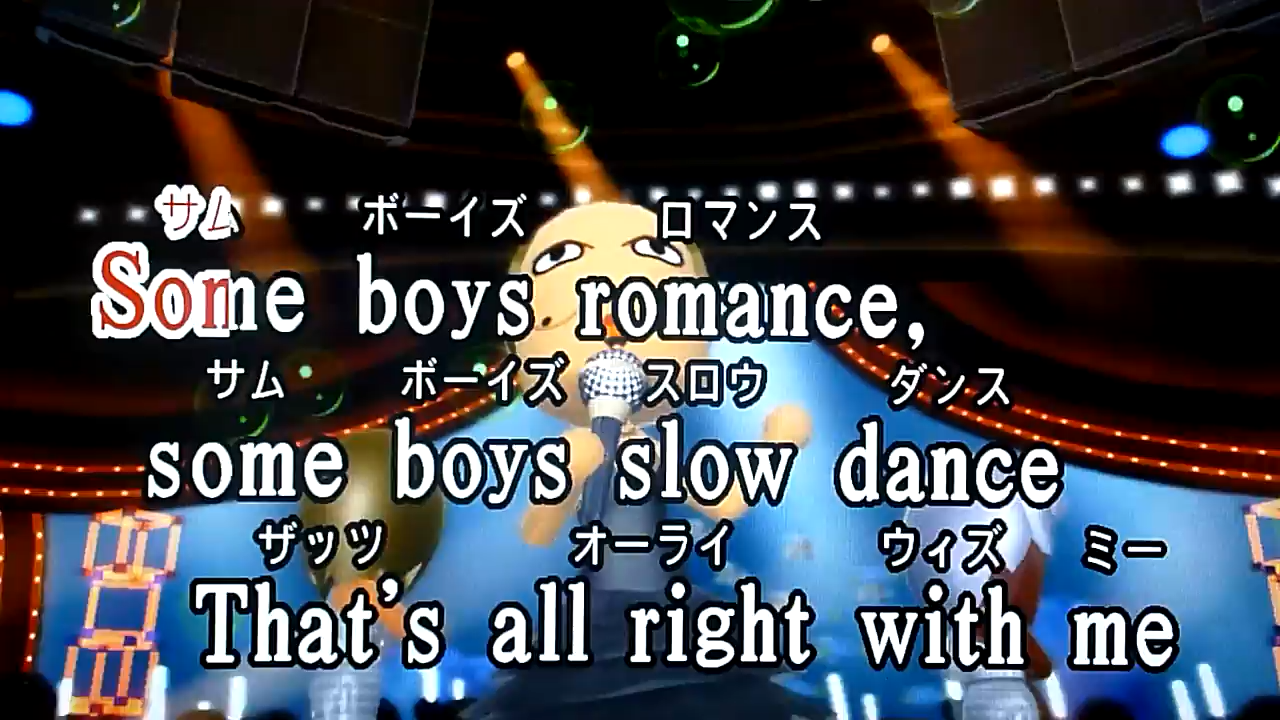 サム ボーイズ ロマンス
Some boys romance,
サム ボーイズ スロウ ダンス
some boys slow dance
ザッツ オーライ ウィズ ミー
That's all right with me